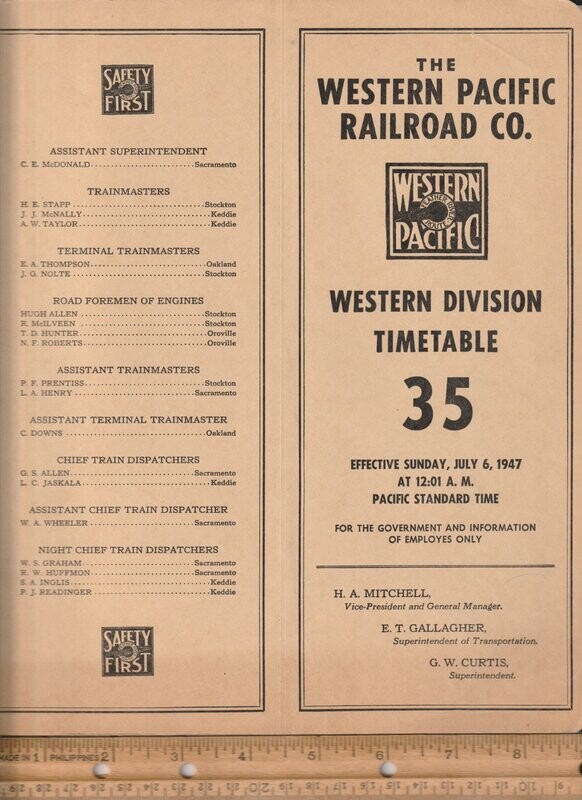 SAFETY
FIRST
ASSISTANT SUPERINTENDENT
C. E. McDONALD..................................Sacramento
TRAINMASTERS
H. E. STAPP........................................Stockton
J. J. McNALLY........................................Keddie
A. W. TAYLOR........................................Keddie
TERMINAL TRAINMASTERS
E. A. THOMPSON..................................Oakland
J. G. NOLTE........................................Stockton
ROAD FOREMEN OF ENGINES
HUGH ALLEN ........................................Stockton
R. McILVEEN ........................................Stockton
T. D. HUNTER........................................Oroville
N. F. ROBERTS........................................Oroville
ASSISTANT TRAINMASTERS
P. F. PRENTISS........................................Stockton
L. A. HENRY........................................Sacramento
ASSISTANT TERMINAL TRAINMASTER
C. DOWNS ........................................Oakland
CHIEF TRAIN DISPATCHERS
G. S. ALLEN........................................Sacramento
L. C. JASKALA........................................Keddie
ASSISTANT CHIEF TRAIN DISPATCHER
W. A. WHEELER..................................Sacramento
NIGHT CHIEF TRAIN DISPATCHERS
W. S. GRAHAM..................................Sacramento
R. W. HUFFMON..................................Sacramento
S. A. INGLIS........................................Keddie
P. J. READINGER..................................Keddie
SAFETY
FIRST
THE
WESTERN PACIFIC
RAILROAD CO.
WESTERN
FEATHER RIVER
ROUTE
PACIFIC
WESTERN DIVISION
TIMETABLE
35
EFFECTIVE SUNDAY, JULY 6, 1947
AT 12:01 A. M.
PACIFIC STANDARD TIME
FOR THE GOVERNMENT AND INFORMATION
OF EMPLOYES ONLY
H. A. MITCHELL,
Vice-President and General Manager.
E. T. GALLAGHER,
Superintendent of Transportation.
G. W. CURTIS,
Superintendent.
MADE IN 1 PHILIPPINES 2 3 4 5 6 7 8